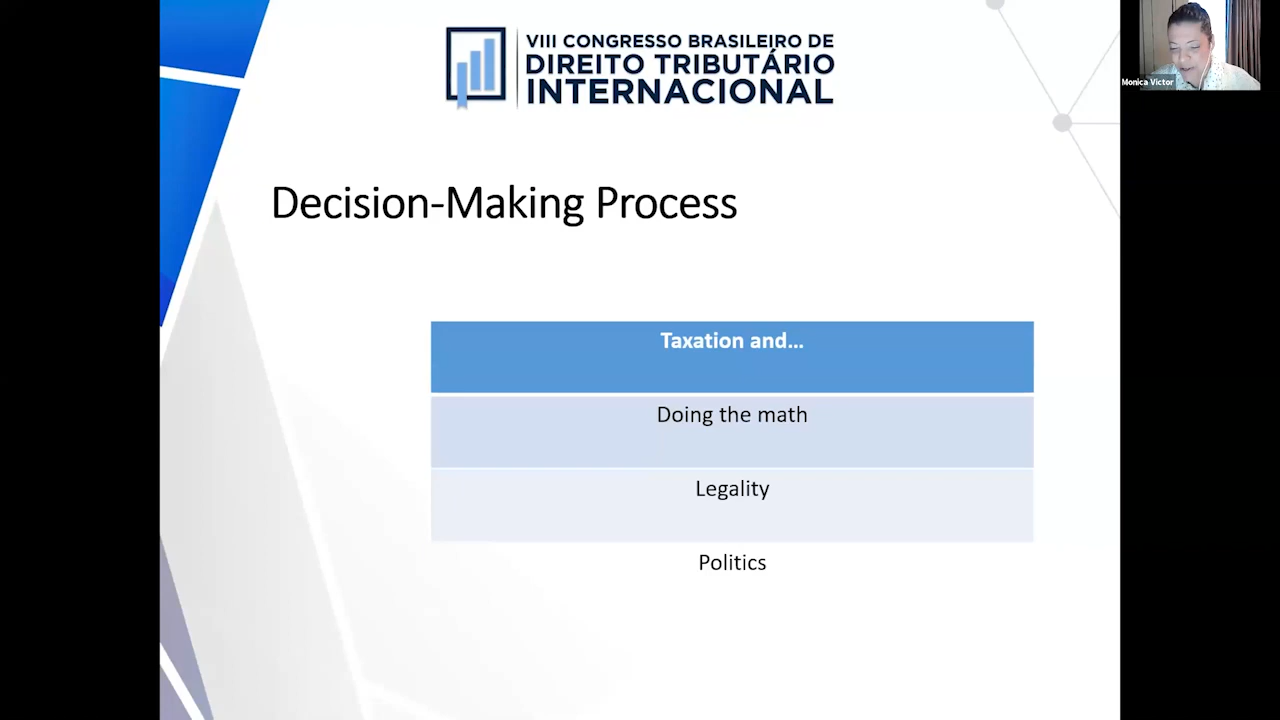 VIII CONGRESSO BRASILEIRO DE
DIREITO TRIBUTÁRIO
INTERNACIONAL
Monica Victor
Decision-Making Process
Taxation and...
Doing the math
Legality
Politics